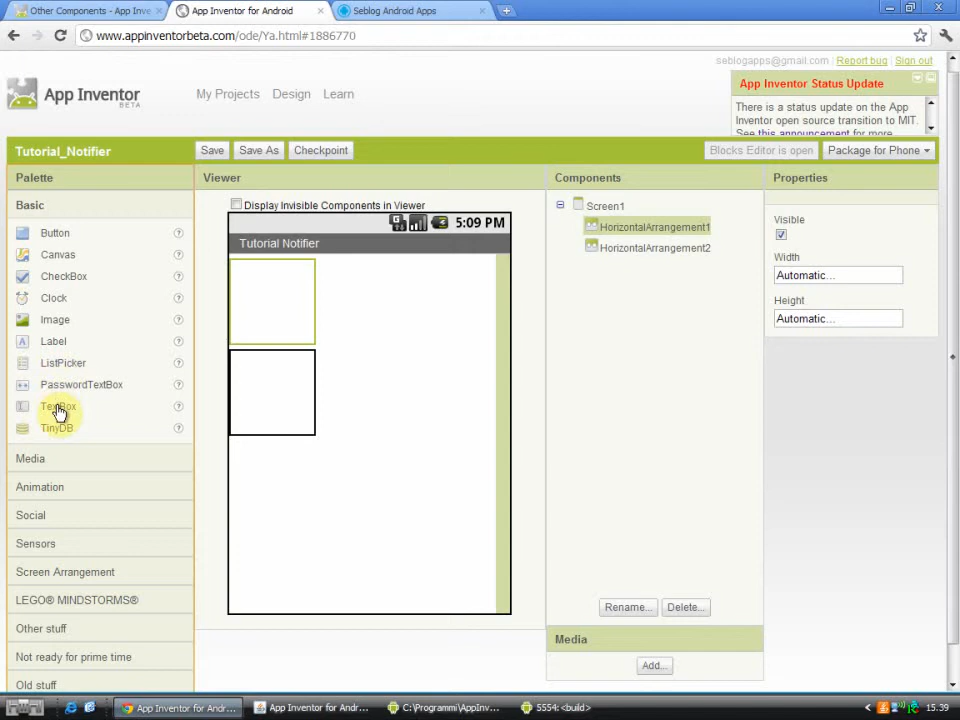 Other Components - App Inve
App Inventor for Android
Seblog Android Apps
www.appinventorbeta.com/ode/Ya.html#1886770
seblogapps@gmail.com | Report bug | Sign out
App Inventor
BETA
My Projects
Design
Learn
App Inventor Status Update
There is a status update on the App
Inventor open source transition to MIT.
See this announcement for more
Tutorial_Notifier
Save
Save As
Checkpoint
Blocks Editor is open
Package for Phone
Palette
Viewer
Components
Properties
Basic
Button
Canvas
CheckBox
Clock
Image
Label
ListPicker
PasswordTextBox
TextBox
TinyDB
Media
Animation
Social
Sensors
Screen Arrangement
LEGO® MINDSTORMS®
Other stuff
Not ready for prime time
Old stuff
Display Invisible Components in Viewer
5:09 PM
Tutorial Notifier
Screen1
HorizontalArrangement1
HorizontalArrangement2
Rename...
Delete...
Media
Add...
Visible
Width
Automatic...
Height
Automatic...
App Inventor for Andr...
App Inventor for Andr...
C:\Programmi\AppInv...
5554:<build>
15.39